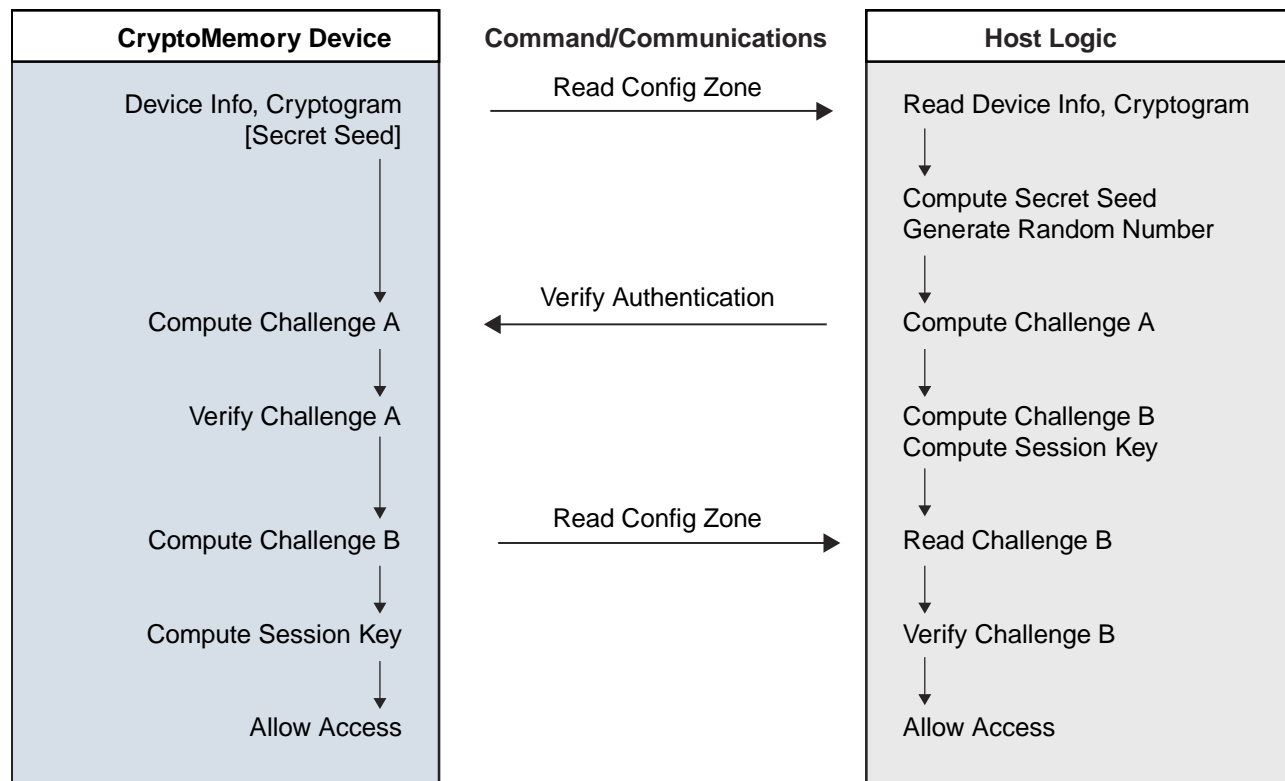 CryptoMemory Device
Command/Communications
Host Logic
Device Info, Cryptogram
[Secret Seed]
Read Config Zone
Read Device Info, Cryptogram
Compute Secret Seed
Generate Random Number
Compute Challenge A
Verify Authentication
Compute Challenge A
Verify Challenge A
Compute Challenge B
Compute Session Key
Compute Challenge B
Read Config Zone
Read Challenge B
Compute Session Key
Verify Challenge B
Allow Access
Allow Access